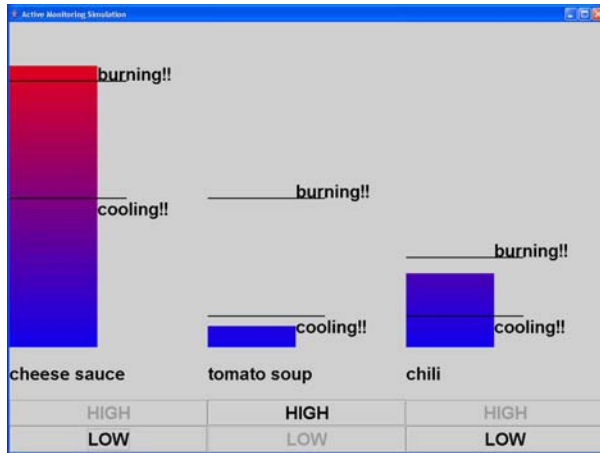 Active Monitoring Simulation
burning!!
cooling!!
burning!!
cooling!!
burning!!
cooling!!
cheese sauce tomato soup chili
HIGH HIGH HIGH
LOW LOW LOW